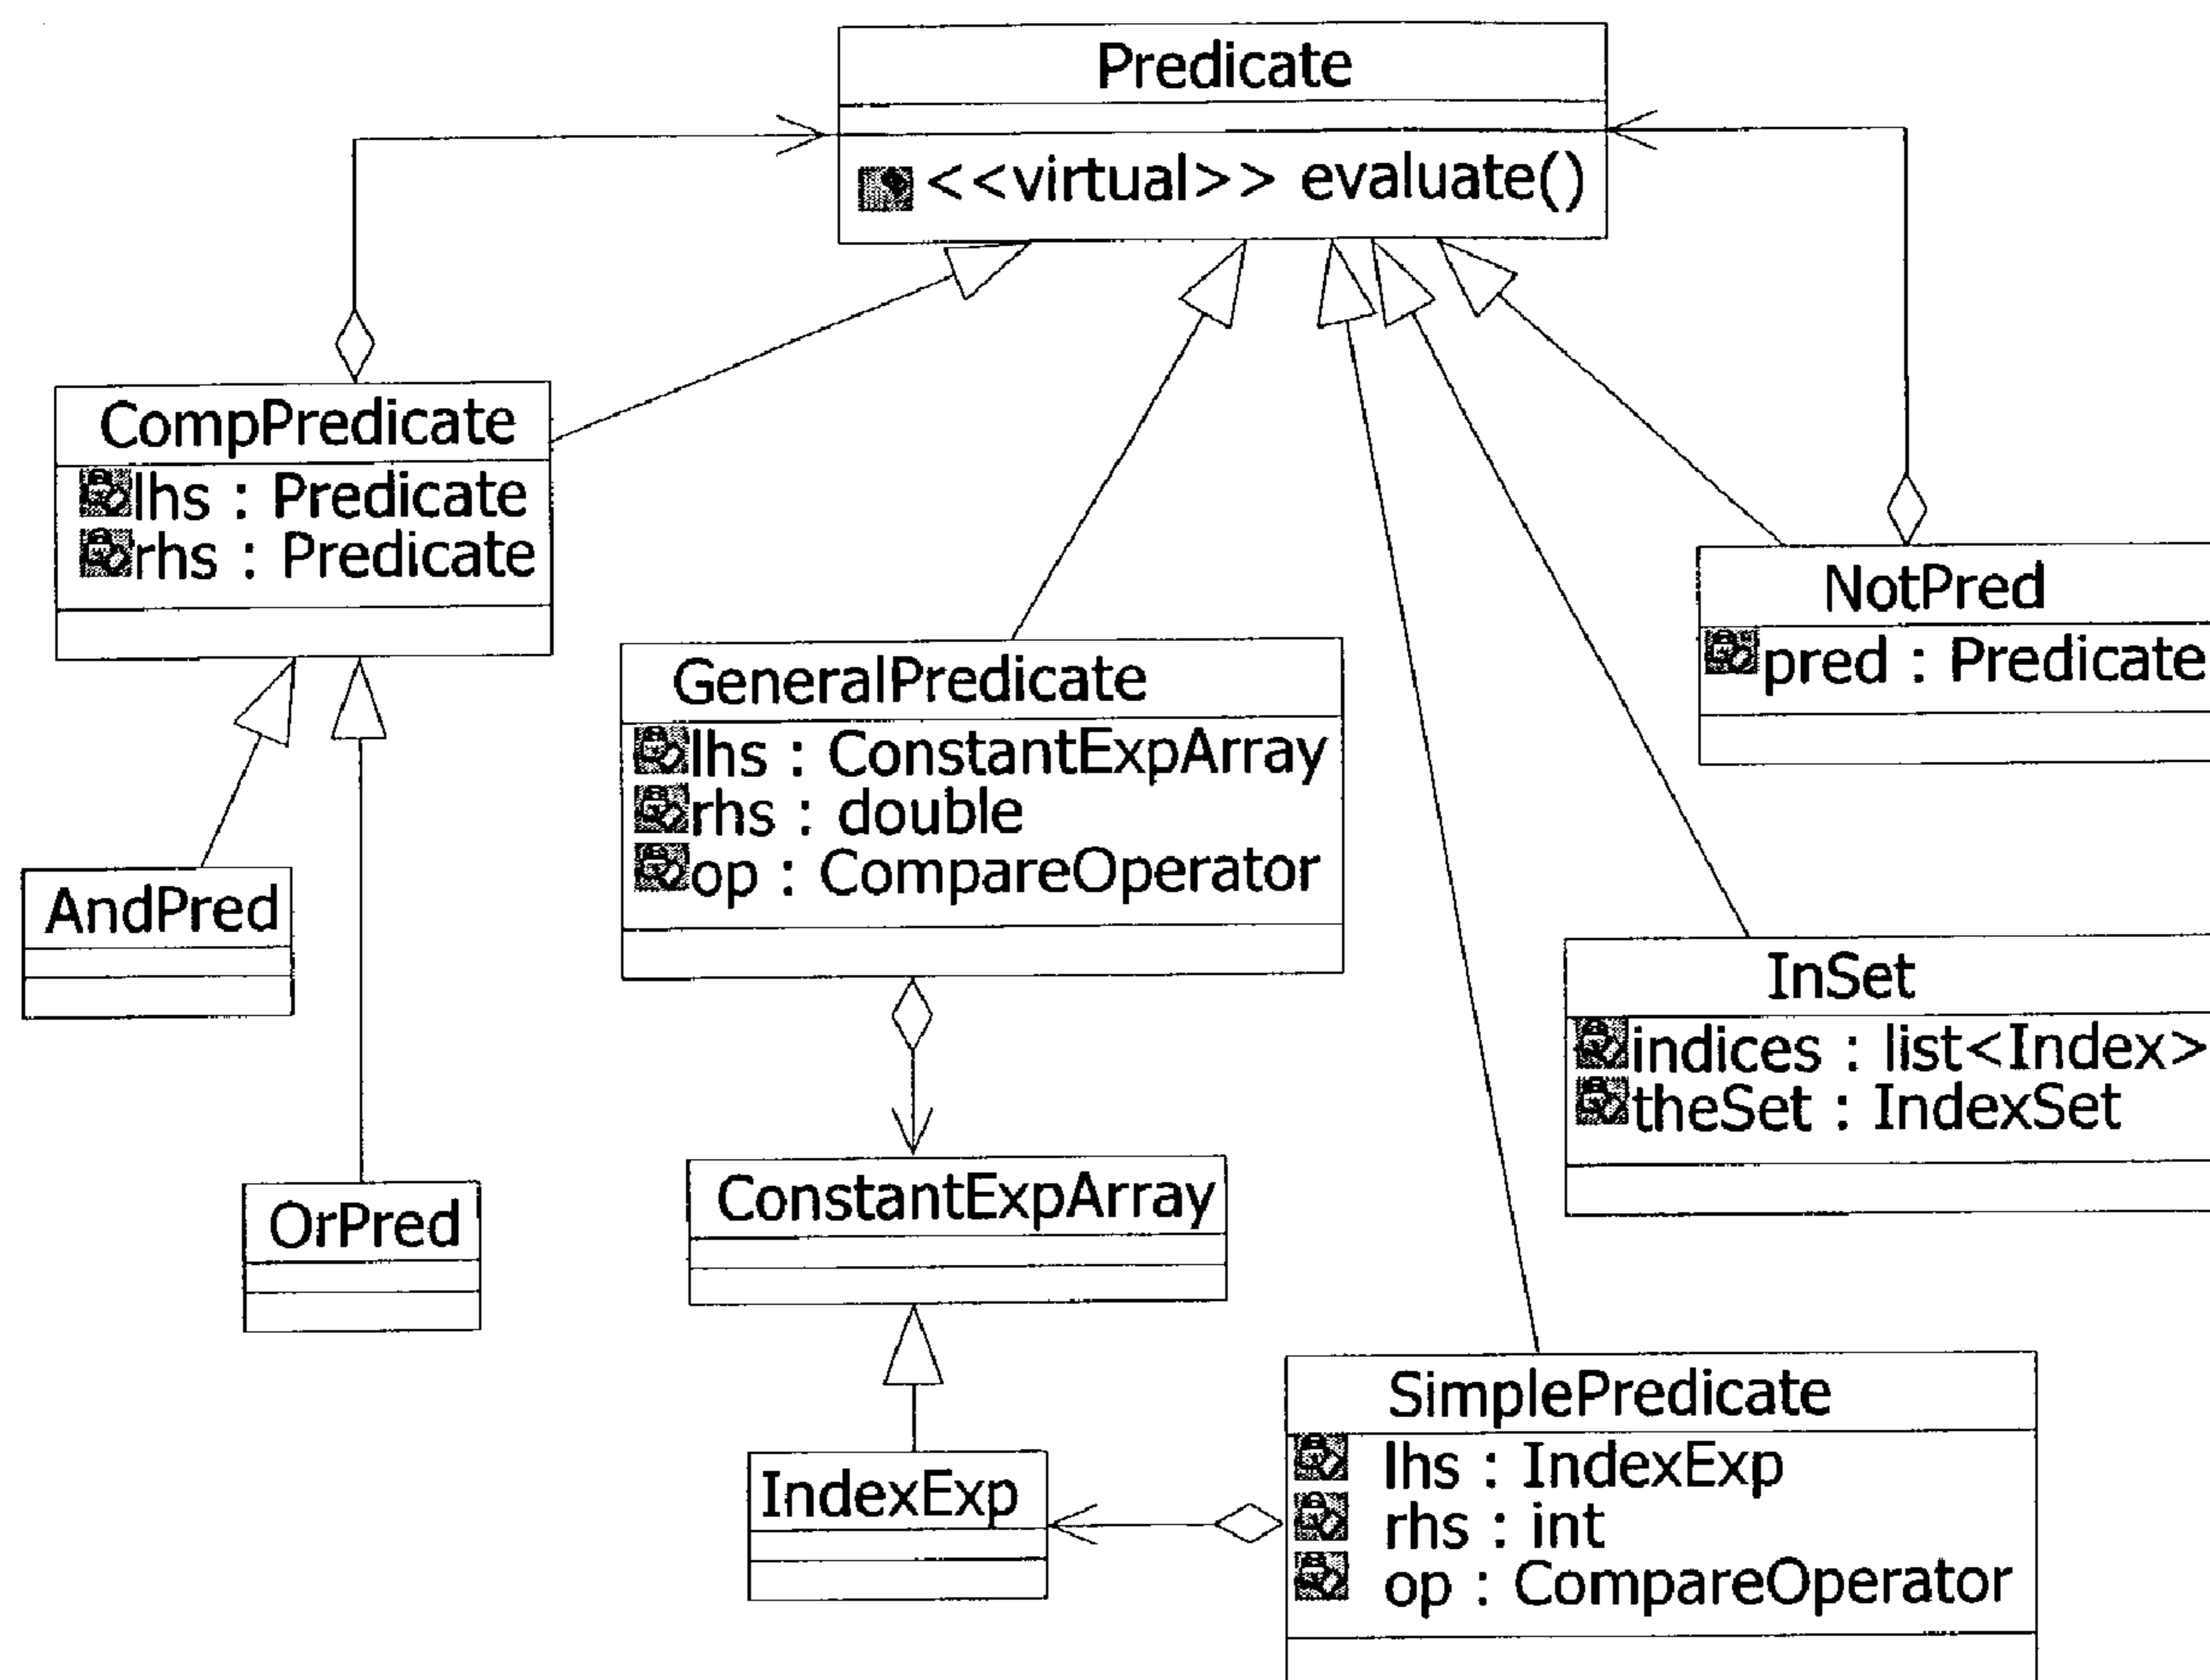 Predicate
<<virtual>> evaluate()
CompPredicate
lhs : Predicate
rhs : Predicate
NotPred
pred : Predicate
GeneralPredicate
lhs : ConstantExpArray
rhs : double
op : CompareOperator
AndPred
InSet
indices : list<Index>
theSet : IndexSet
OrPred
ConstantExpArray
SimplePredicate
lhs : IndexExp
rhs : int
op : CompareOperator
IndexExp